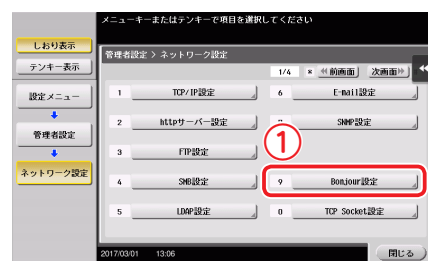 メニューキーまたはテンキーで項目を選択してください
しおり表示
テンキー表示
設定メニュー
管理者設定
ネットワーク設定
管理者設定 > ネットワーク設定
1/4 * 前画面 次画面
1 TCP/IP設定
2 httpサーバー設定
3 FTP設定
4 SMB設定
5 LDAP設定
6 E-mail設定
SNMP設定
①
9 Bonjour設定
0 TCP Socket設定
2017/03/01 13:06
閉じる